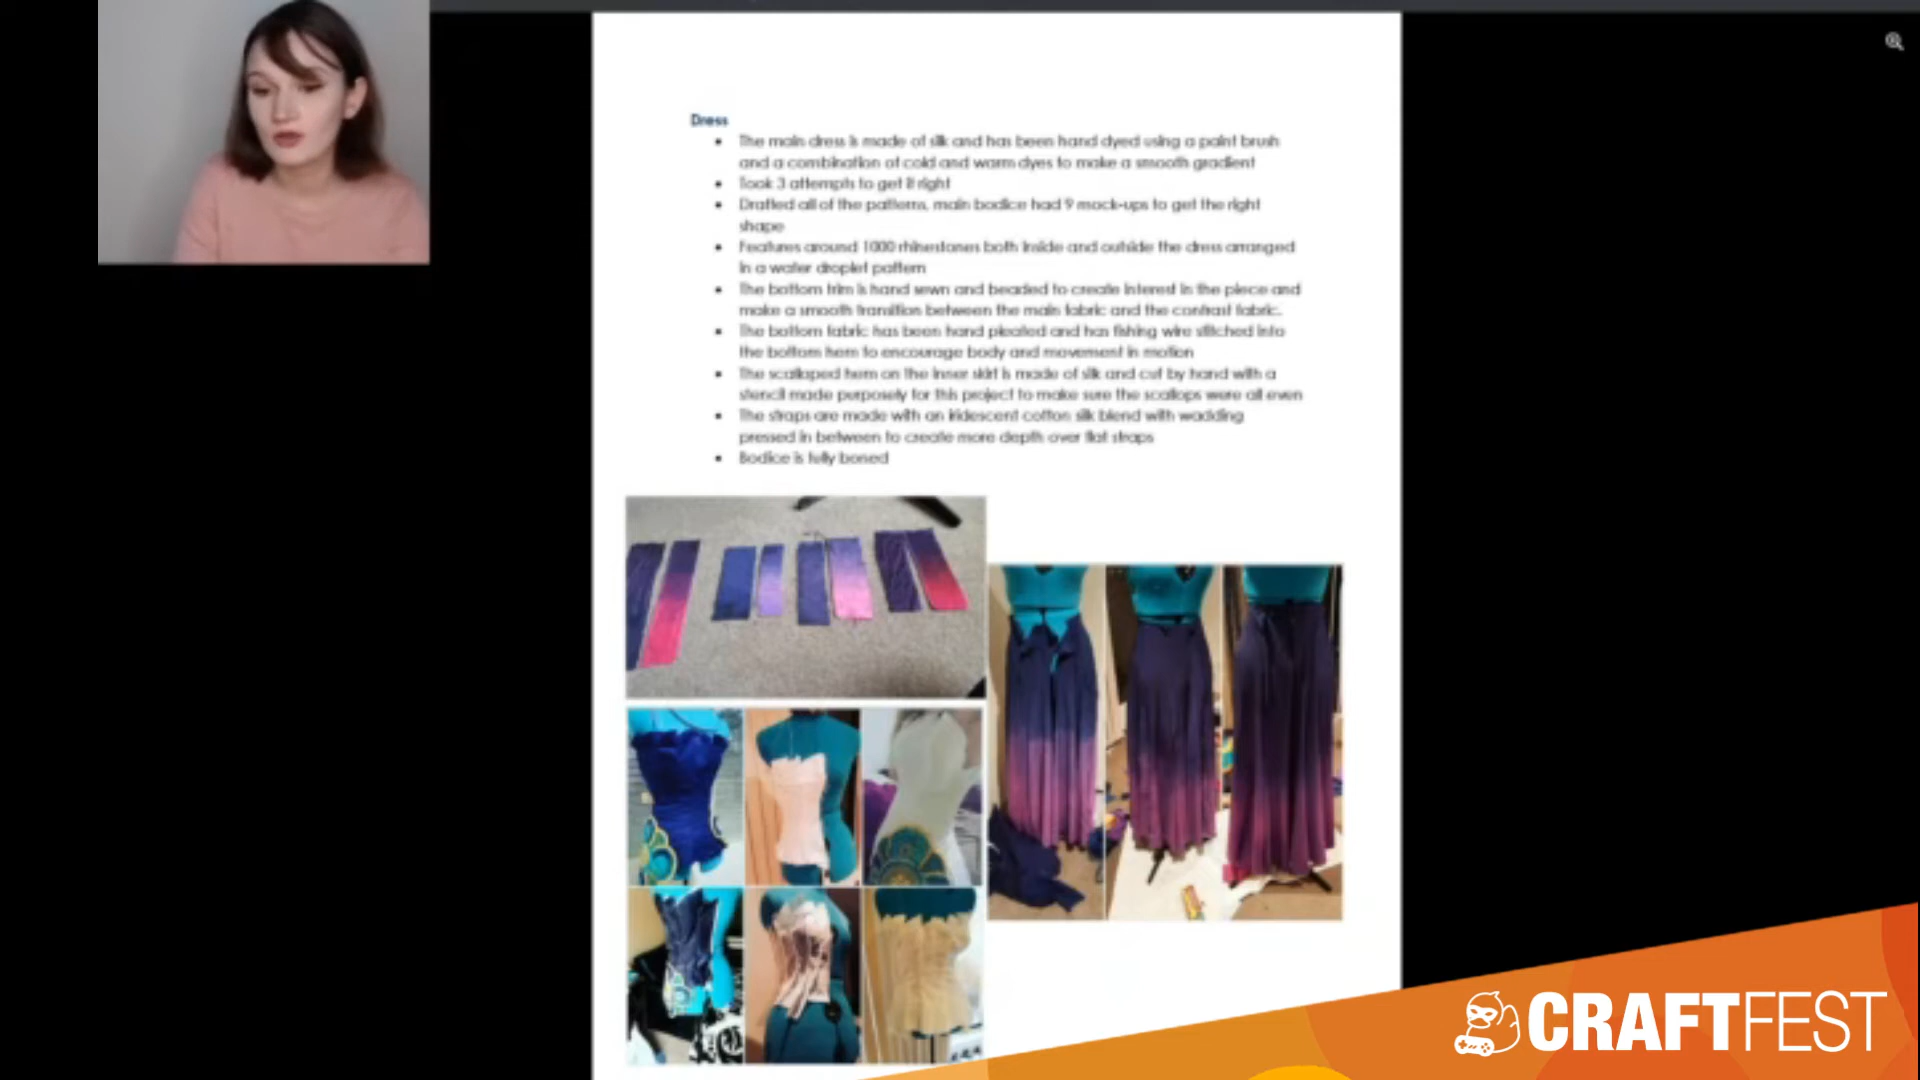 Dress
• The main dress is made of silk and has been hand dyed using a paint brush
and a combination of cold and warm dyes to make a smooth gradient
• Took 3 attempts to get it right
• Drafted all of the patterns, main bodice had 9 mock-ups to get the right
shape
• Features around 1000 rhinestones both inside and outside the dress arranged
in a water droplet pattern
• The bottom trim is hand sewn and beaded to create interest in the piece and
make a smooth transition between the main fabric and the contrast fabric.
• The bottom fabric has been hand pleated and has fishing wire stitched into
the bottom hem to encourage body and movement in motion
• The scalloped hem on the inner skirt is made of silk and cut by hand with a
stencil made purposely for this project to make sure the scallops were all even
• The straps are made with an iridescent cotton silk blend with wadding
pressed in between to create more depth over flat straps
• Bodice is fully boned
CRAFTFEST